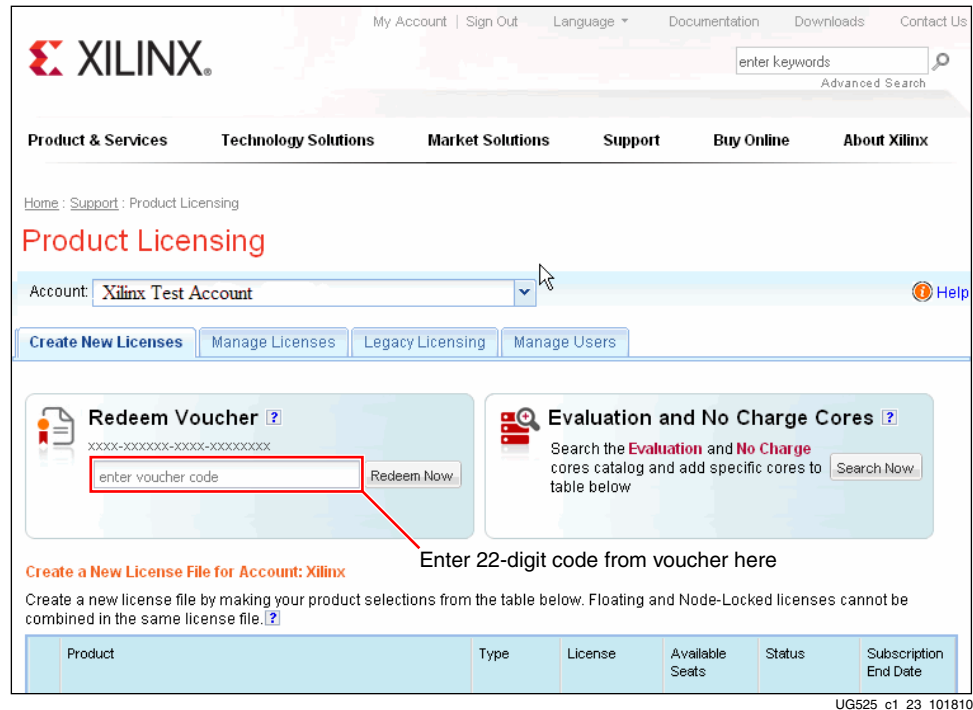 My Account | Sign Out Language Documentation Downloads Contact Us
XILINX®
enter keywords
Advanced Search
Product & Services Technology Solutions Market Solutions Support Buy Online About Xilinx
Home : Support : Product Licensing
Product Licensing
Account: Xilinx Test Account Help
Create New Licenses Manage Licenses Legacy Licensing Manage Users
Redeem Voucher ?
xxxx-xxxxxx-xxxx-xxxxxxxx
enter voucher code Redeem Now
Evaluation and No Charge Cores ?
Search the Evaluation and No Charge
cores catalog and add specific cores to
table below
Search Now
Enter 22-digit code from voucher here
Create a New License File for Account: Xilinx
Create a new license file by making your product selections from the table below. Floating and Node-Locked licenses cannot be
combined in the same license file. ?
Product Type License Available Seats Status Subscription End Date
UG525_c1_23_101810